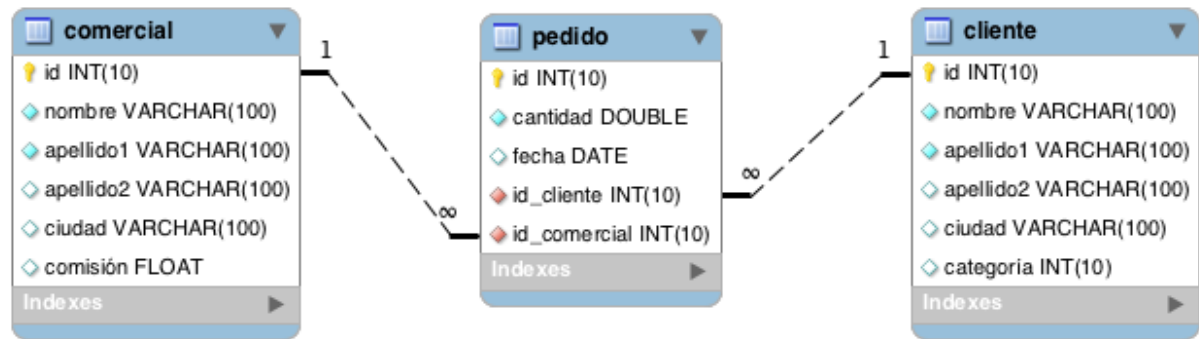 comercial
id INT(10)
nombre VARCHAR(100)
apellido1 VARCHAR(100)
apellido2 VARCHAR(100)
ciudad VARCHAR(100)
comisión FLOAT
Indexes
1
∞
pedido
id INT(10)
cantidad DOUBLE
fecha DATE
id_cliente INT(10)
id_comercial INT(10)
Indexes
1
∞
cliente
id INT(10)
nombre VARCHAR(100)
apellido1 VARCHAR(100)
apellido2 VARCHAR(100)
ciudad VARCHAR(100)
categoria INT(10)
Indexes